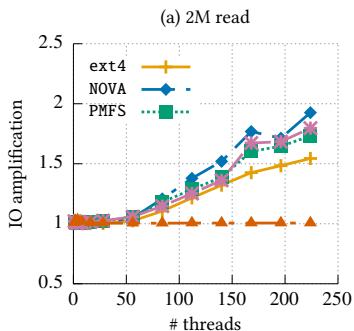 (a) 2M read
2.5
2
1.5
1
0.5
IO amplification
ext4
NOVA
PMFS
0 50 100 150 200 250
# threads